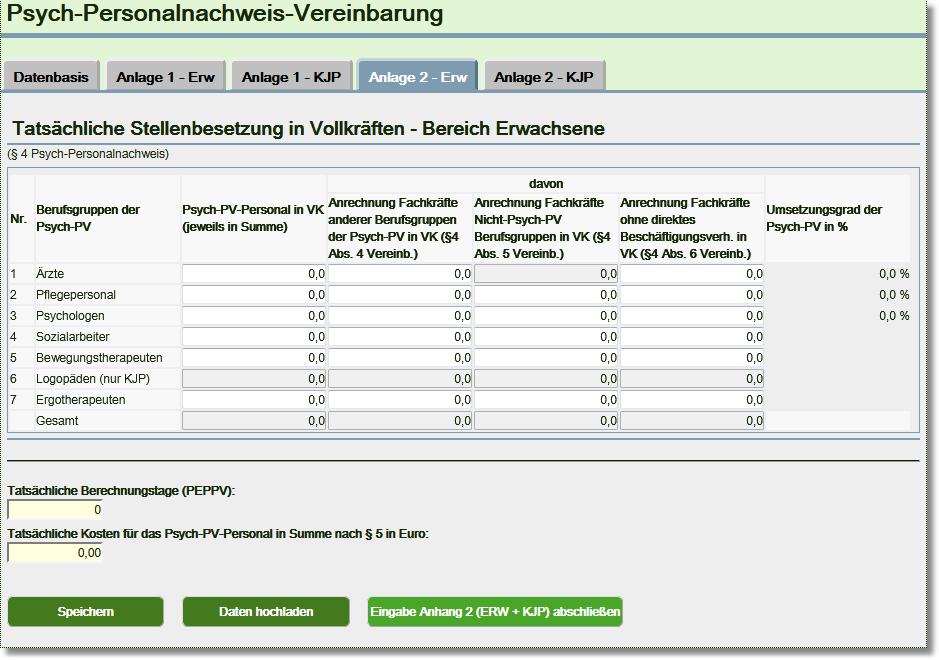 Psych-Personalnachweis-Vereinbarung
Datenbasis Anlage 1 - Erw Anlage 1 - KJP Anlage 2 - Erw Anlage 2 - KJP
Tatsächliche Stellenbesetzung in Vollkräften - Bereich Erwachsene
(§ 4 Psych-Personalnachweis)
davon
Nr.
Berufsgruppen der
Psych-PV
Psych-PV-Personal in VK
(jeweils in Summe)
Anrechnung Fachkräfte
anderer Berufsgruppen
der Psych-PV in VK (§4
Abs. 4 Vereinb.)
Anrechnung Fachkräfte
Nicht-Psych-PV
Berufsgruppen in VK (§4
Abs. 5 Vereinb.)
Anrechnung Fachkräfte
ohne direktes
Beschäftigungsverh. in
VK (§4 Abs. 6 Vereinb.)
Umsetzungsgrad der
Psych-PV in %
1 Ärzte 0,0 0,0 0,0 0,0 0,0 %
2 Pflegepersonal 0,0 0,0 0,0 0,0 0,0 %
3 Psychologen 0,0 0,0 0,0 0,0 0,0 %
4 Sozialarbeiter 0,0 0,0 0,0 0,0
5 Bewegungstherapeuten 0,0 0,0 0,0 0,0
6 Logopäden (nur KJP) 0,0 0,0 0,0 0,0
7 Ergotherapeuten 0,0 0,0 0,0 0,0
Gesamt 0,0 0,0 0,0 0,0
Tatsächliche Berechnungstage (PEPPV):
0
Tatsächliche Kosten für das Psych-PV-Personal in Summe nach § 5 in Euro:
0,00
Speichern Daten hochladen Eingabe Anhang 2 (ERW + KJP) abschließen